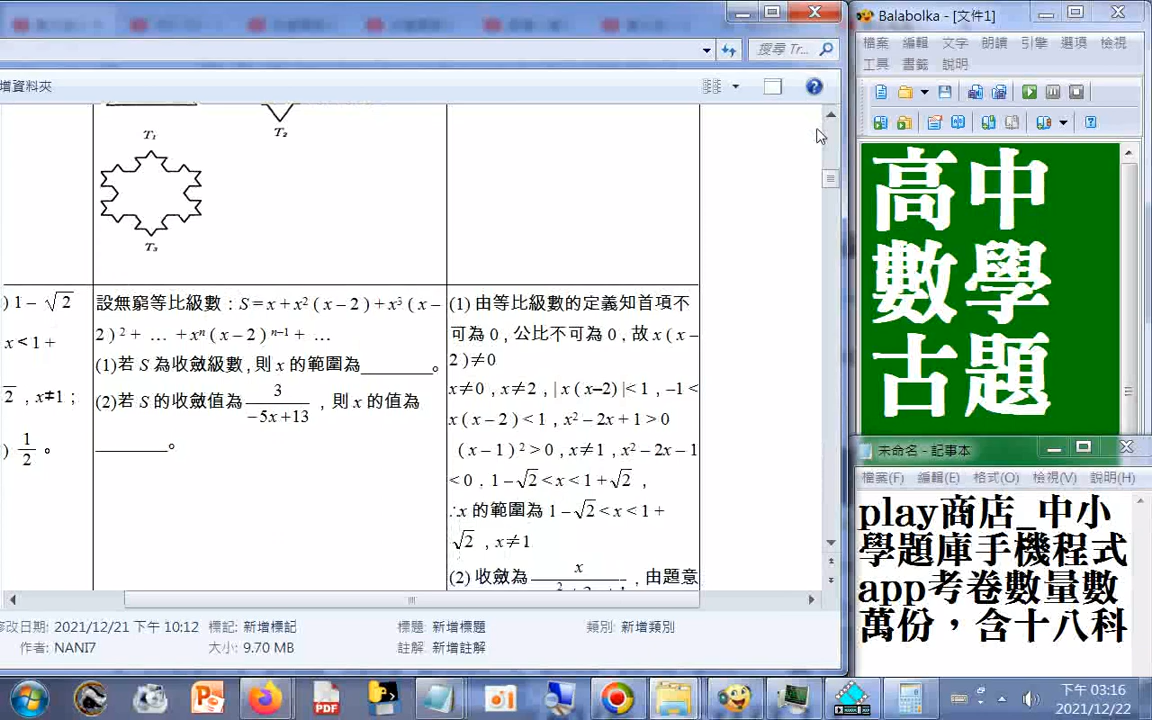 Balabolka - [文件1]
檔案 編輯 文字 朗讀 引擎 選項 檢視
工具 書籤 說明
搜尋 Tr...
增資料夾
T₁
T₂
T₃
高中
數學
古題
) 1 – √2
x < 1 +
√2 , x≠1 ;
) 1/2 。
設無窮等比級數 : S = x + x² ( x – 2 ) + x³ ( x –
2 ) ² + … + xⁿ ( x – 2 ) ⁿ⁻¹ + …
(1)若 S 為收斂級數 , 則 x 的範圍為________。
(2)若 S 的收斂值為 3/(–5x+13) , 則 x 的值為
________。
(1) 由等比級數的定義知首項不
可為 0 , 公比不可為 0 , 故 x ( x –
2 )≠0
x≠0 , x≠2 , | x ( x–2) |< 1 , –1 <
x ( x – 2 ) < 1 , x² – 2x + 1 > 0
( x – 1 ) ² > 0 , x≠1 , x² – 2x – 1
< 0 . 1 – √2 < x < 1 + √2 ,
∴x 的範圍為 1 – √2 < x < 1 +
√2 , x≠1
(2) 收斂為 x , 由題意
修改日期: 2021/12/21 下午 10:12 標記: 新增標記 標題: 新增標題 類別: 新增類別
作者: NANI7 大小: 9.70 MB 註解: 新增註解
未命名 - 記事本
檔案(F) 編輯(E) 格式(O) 檢視(V) 說明(H)
play商店_中小
學題庫手機程式
app考卷數量數
萬份，含十八科
下午 03:16
2021/12/22